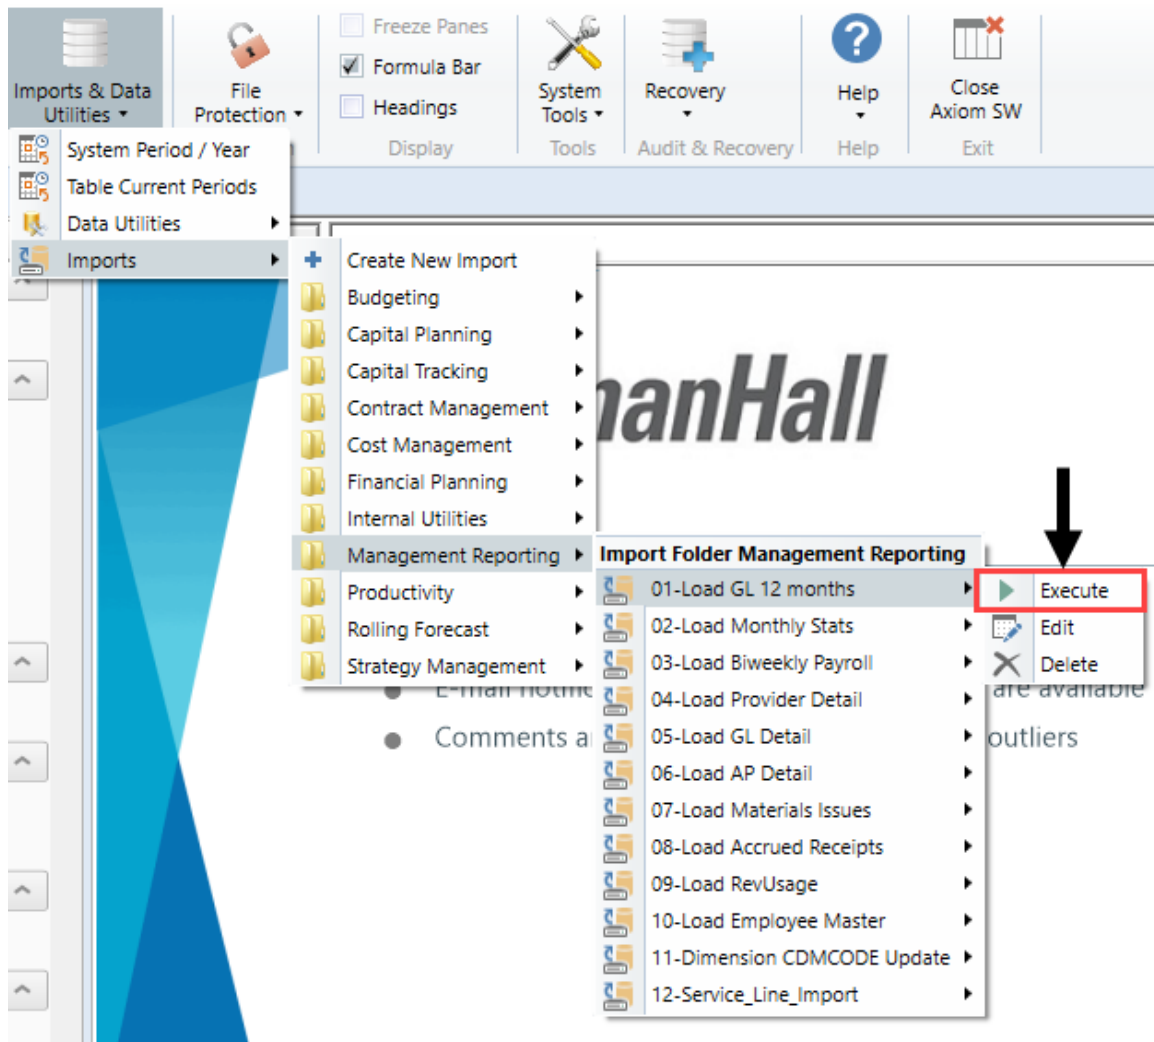 Imports & Data
Utilities
File
Protection
Freeze Panes
Formula Bar
Headings
Display
System
Tools
Tools
Recovery
Audit & Recovery
Help
Help
Close
Axiom SW
Exit
System Period / Year
Table Current Periods
Data Utilities
Imports
Create New Import
Budgeting
Capital Planning
Capital Tracking
Contract Management
Cost Management
Financial Planning
Internal Utilities
Management Reporting
Productivity
Rolling Forecast
Strategy Management
manHall
Import Folder Management Reporting
01-Load GL 12 months
02-Load Monthly Stats
03-Load Biweekly Payroll
04-Load Provider Detail
05-Load GL Detail
06-Load AP Detail
07-Load Materials Issues
08-Load Accrued Receipts
09-Load RevUsage
10-Load Employee Master
11-Dimension CDMCODE Update
12-Service_Line_Import
Execute
Edit
Delete
E-mail are available
Comments outliers